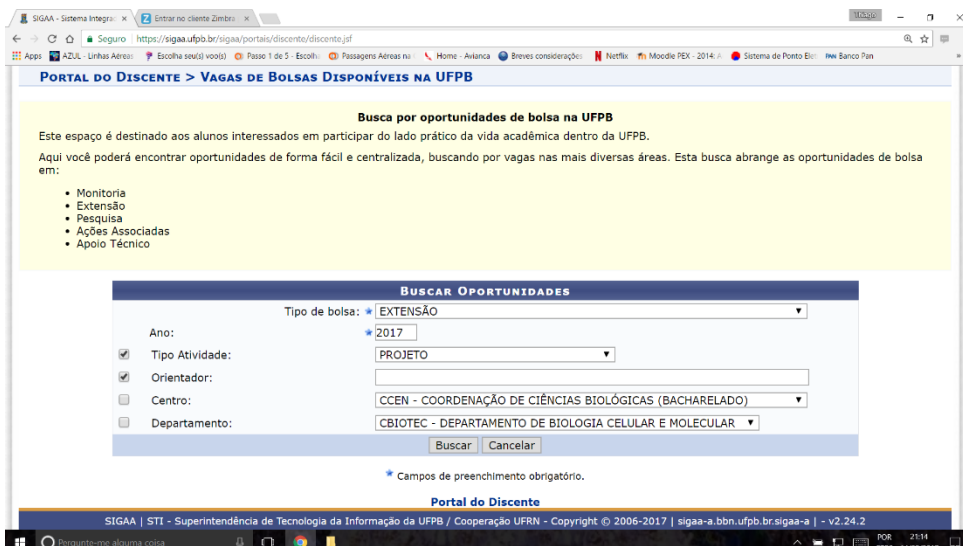 SIGAA - Sistema Integrad
Entrar no cliente Zimbra
Thiago
Seguro | https://sigaa.ufpb.br/sigaa/portais/discente/discente.jsf
Apps AZUL - Linhas Aéreas Escolha seu(s) voo(s) Passo 1 de 5 - Escolha Passagens Aéreas na Home - Avianca Breves considerações Netflix Moodle PEX - 2014: A Sistema de Ponto Ele Banco Pan
PORTAL DO DISCENTE > VAGAS DE BOLSAS DISPONÍVEIS NA UFPB
Busca por oportunidades de bolsa na UFPB
Este espaço é destinado aos alunos interessados em participar do lado prático da vida acadêmica dentro da UFPB.
Aqui você poderá encontrar oportunidades de forma fácil e centralizada, buscando por vagas nas mais diversas áreas. Esta busca abrange as oportunidades de bolsa
em:
• Monitoria
• Extensão
• Pesquisa
• Ações Associadas
• Apoio Técnico
BUSCAR OPORTUNIDADES
Tipo de bolsa: EXTENSÃO
Ano: 2017
Tipo Atividade: PROJETO
Orientador:
Centro: CCEN - COORDENAÇÃO DE CIÊNCIAS BIOLÓGICAS (BACHARELADO)
Departamento: CBIOTEC - DEPARTAMENTO DE BIOLOGIA CELULAR E MOLECULAR
Buscar Cancelar
Campos de preenchimento obrigatório.
Portal do Discente
SIGAA | STI - Superintendência de Tecnologia da Informação da UFPB / Cooperação UFRN - Copyright © 2006-2017 | sigaa-a.bbn.ufpb.br.sigaa-a | - v2.24.2
Pergunte-me alguma coisa
POR 21:14